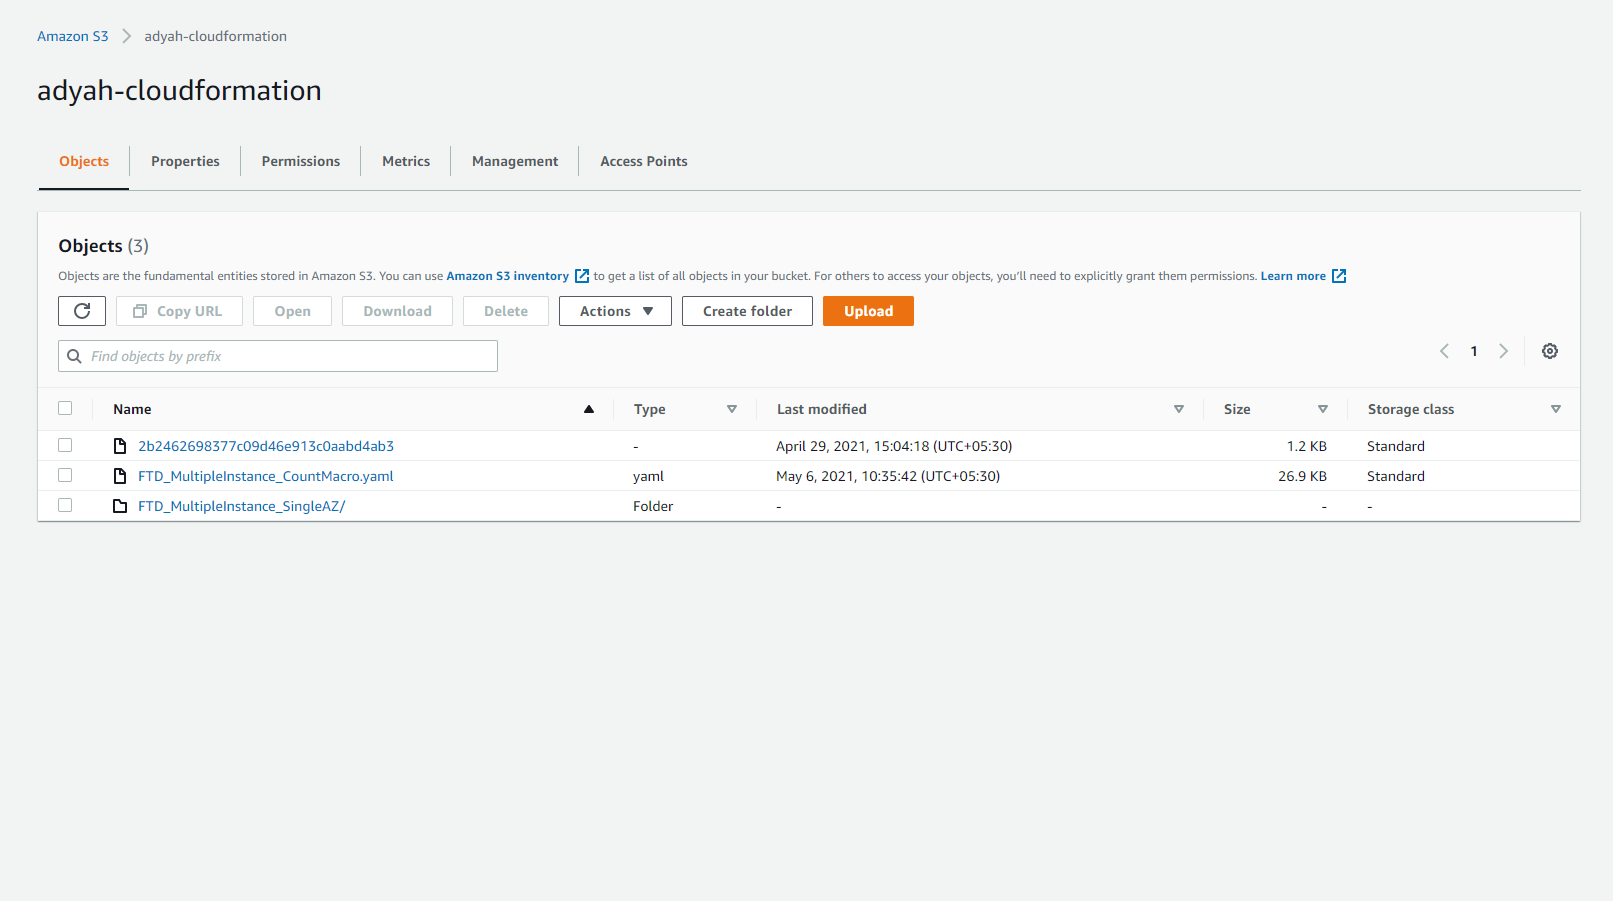 Amazon S3 > adyah-cloudformation
adyah-cloudformation
Objects Properties Permissions Metrics Management Access Points
Objects (3)
Objects are the fundamental entities stored in Amazon S3. You can use Amazon S3 inventory to get a list of all objects in your bucket. For others to access your objects, you'll need to explicitly grant them permissions. Learn more
Copy URL Open Download Delete Actions Create folder Upload
Find objects by prefix 1
Name Type Last modified Size Storage class
2b2462698377c09d46e913c0aabd4ab3 - April 29, 2021, 15:04:18 (UTC+05:30) 1.2 KB Standard
FTD_MultipleInstance_CountMacro.yaml yaml May 6, 2021, 10:35:42 (UTC+05:30) 26.9 KB Standard
FTD_MultipleInstance_SingleAZ/ Folder - - -